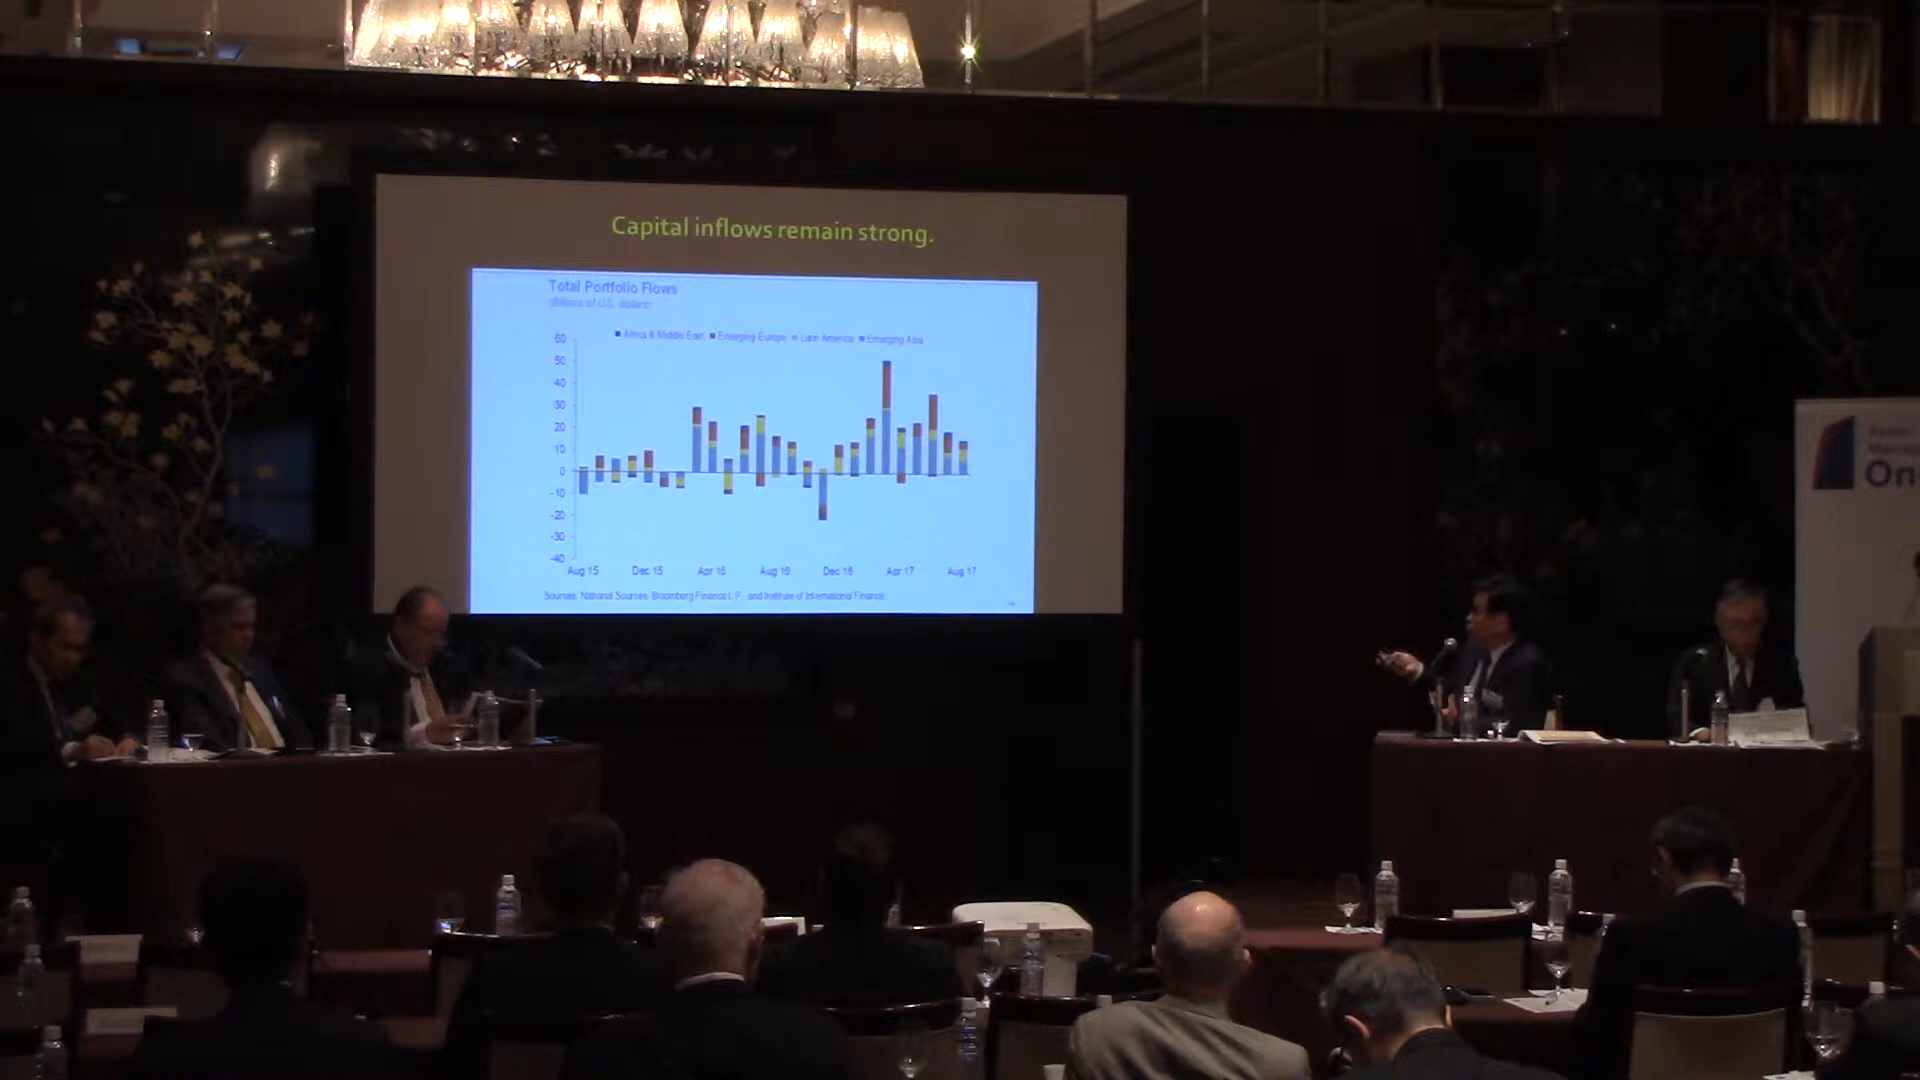 Capital inflows remain strong.
Total Portfolio Flows
(Billions of U.S. dollars)
Africa & Middle East Emerging Europe Latin America Emerging Asia
60
50
40
30
20
10
0
-10
-20
-30
-40
Aug 15 Dec 15 Apr 16 Aug 16 Dec 16 Apr 17 Aug 17
Sources: National Sources, Bloomberg Finance L.P., and Institute of International Finance.
Asset
Manag
On